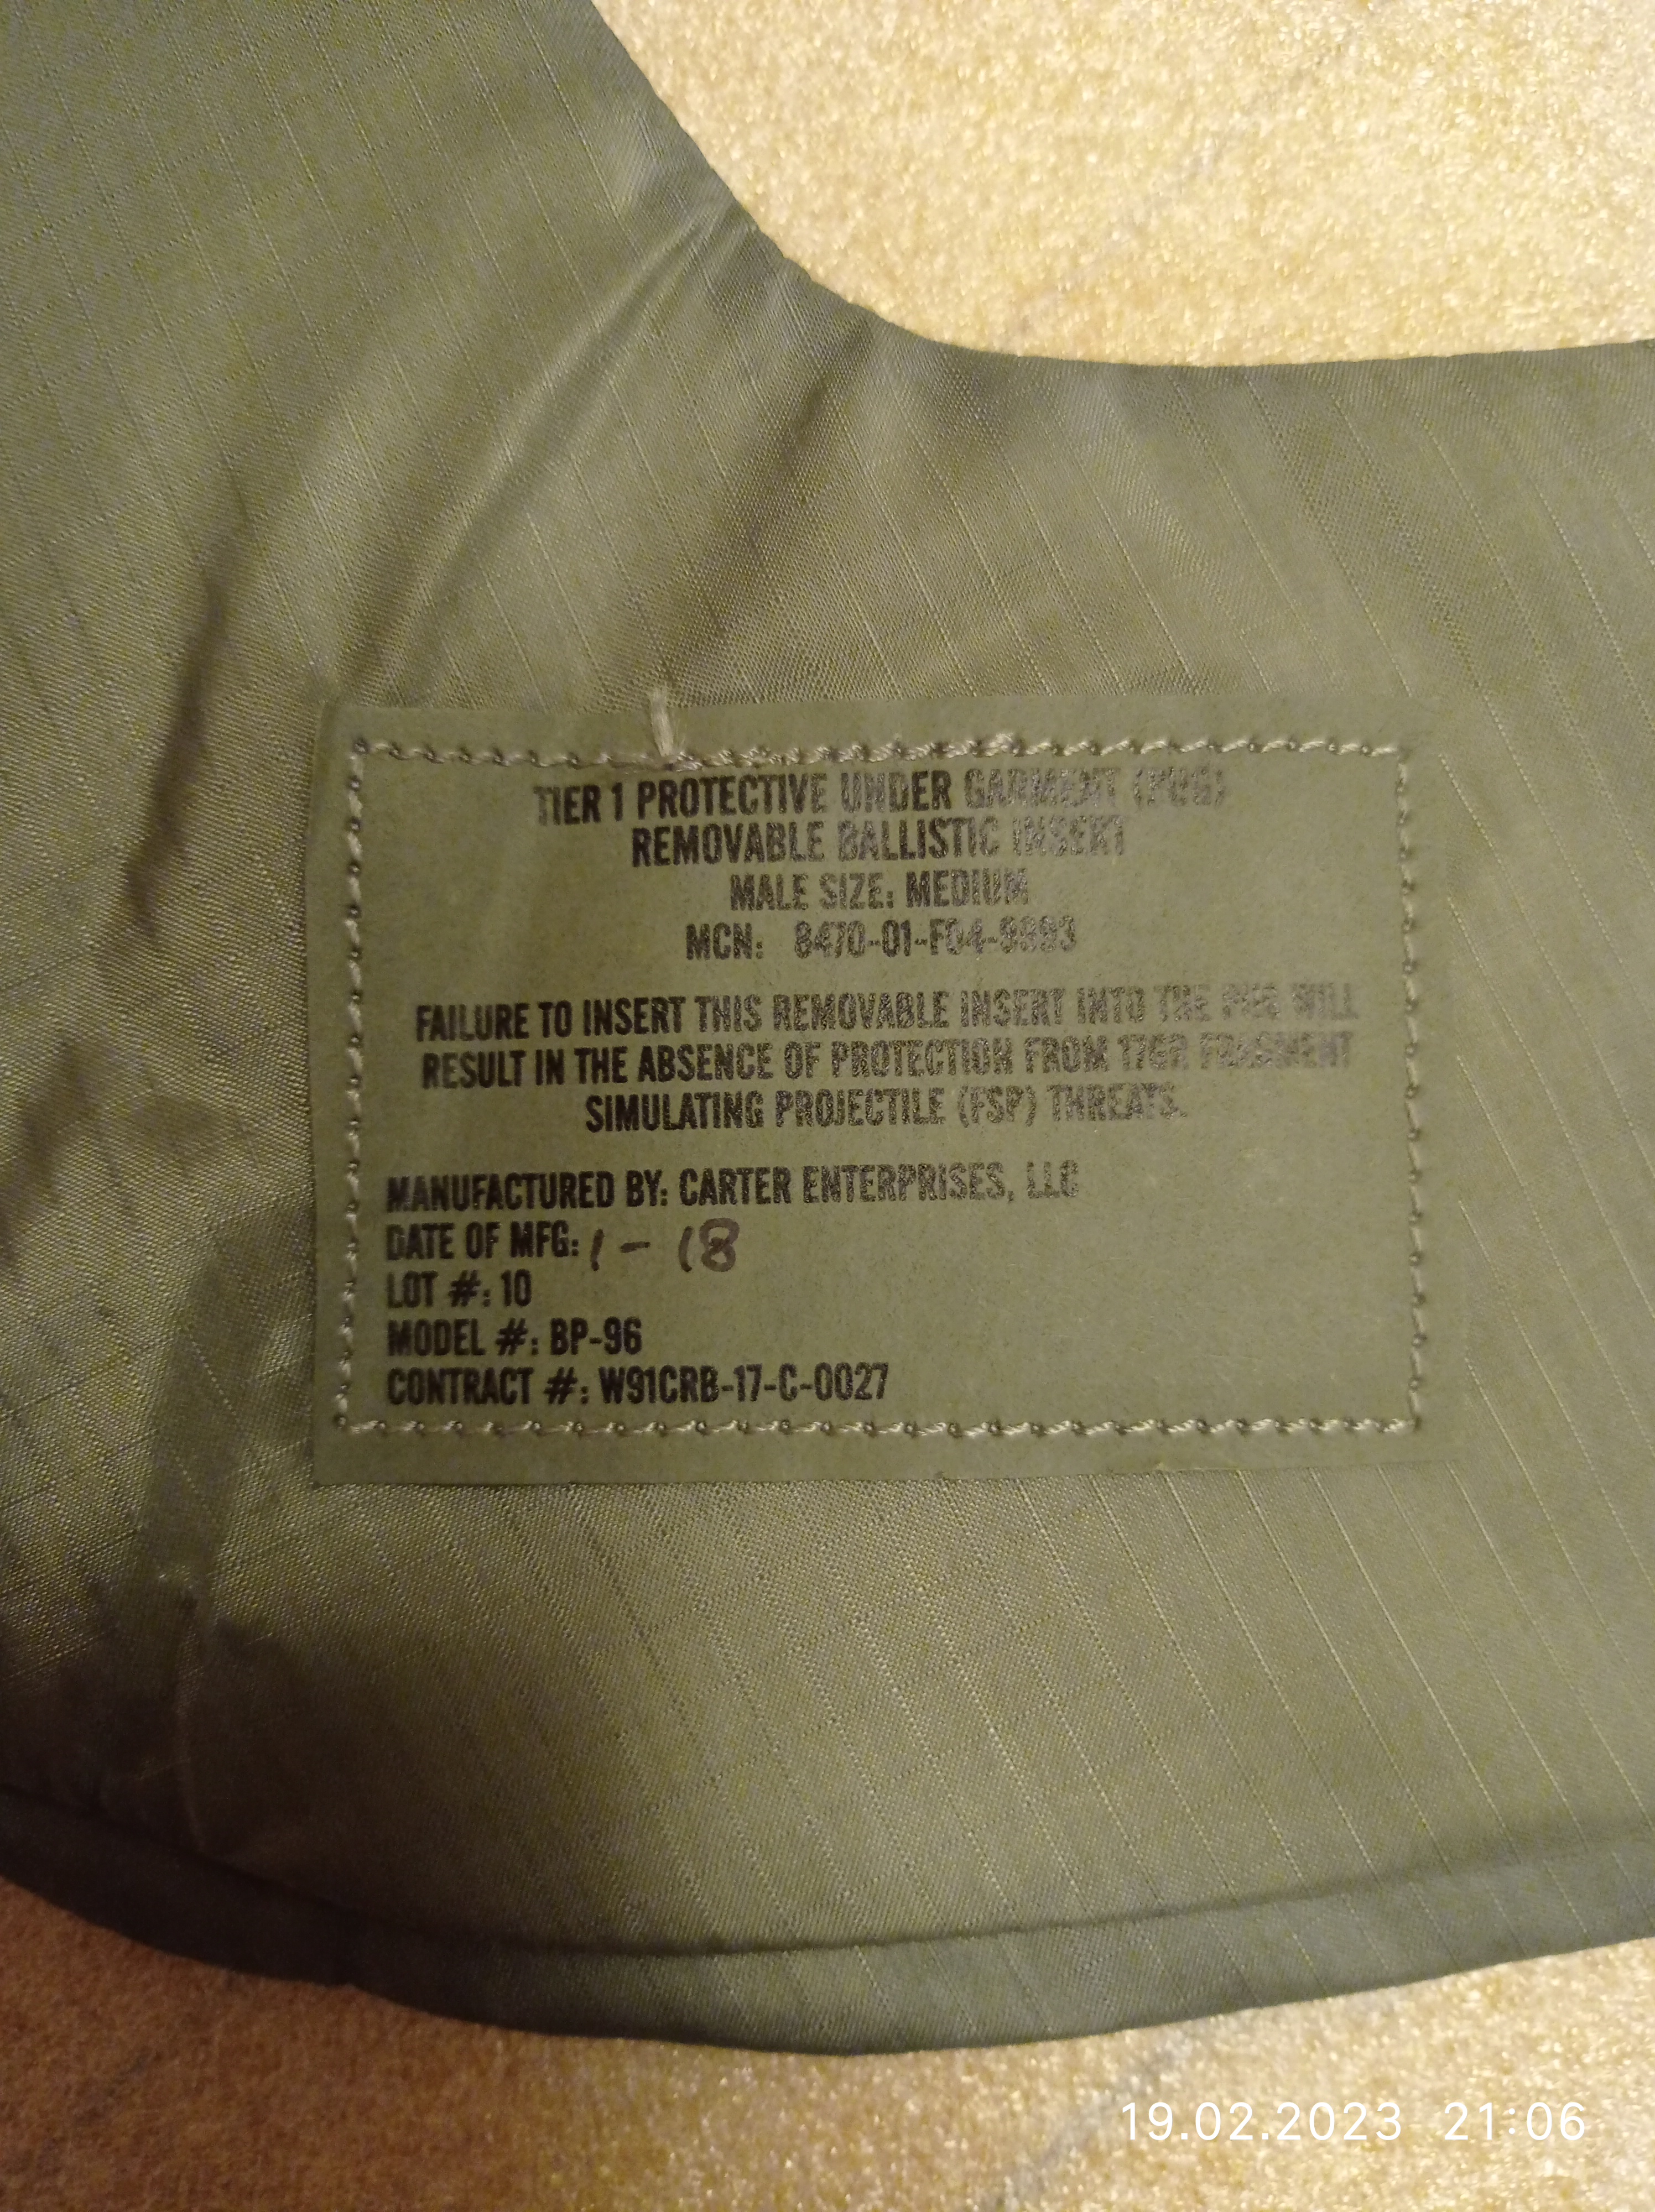 TIER 1 PROTECTIVE UNDER GARMENT (PUG)
REMOVABLE BALLISTIC INSERT
MALE SIZE: MEDIUM
MCN: 8470-01-F04-9893
FAILURE TO INSERT THIS REMOVABLE INSERT INTO THE PUG WILL
RESULT IN THE ABSENCE OF PROTECTION FROM 17GR FRAGMENT
SIMULATING PROJECTILE (FSP) THREATS.
MANUFACTURED BY: CARTER ENTERPRISES, LLC
DATE OF MFG: 1 - 18
LOT #: 10
MODEL #: BP-96
CONTRACT #: W91CRB-17-C-0027
19.02.2023 21:06